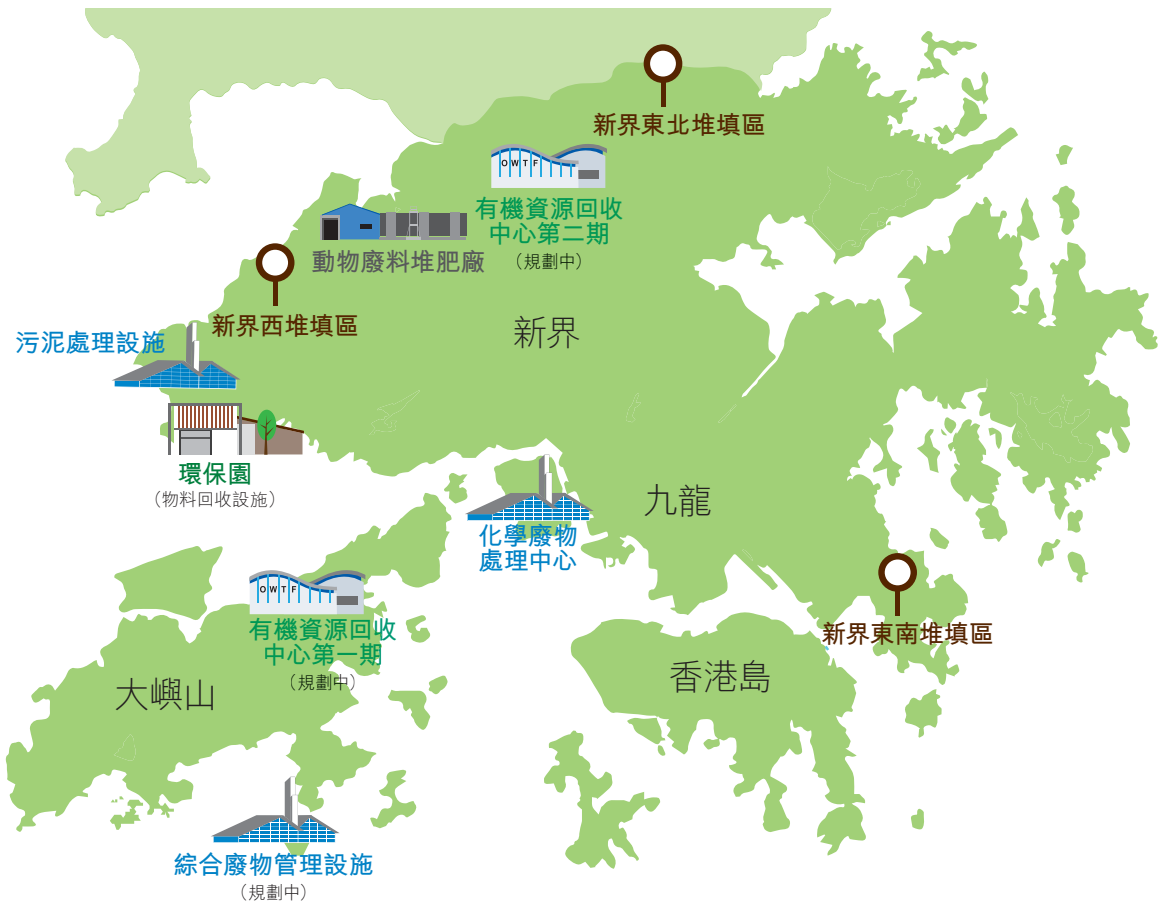 新界東北堆填區
OWTF
有機資源回收
中心第二期
（規劃中）
動物廢料堆肥廠
新界西堆填區
新界
污泥處理設施
環保園
（物料回收設施）
九龍
化學廢物
處理中心
OWTF
有機資源回收
中心第一期
（規劃中）
新界東南堆填區
香港島
大嶼山
綜合廢物管理設施
（規劃中）